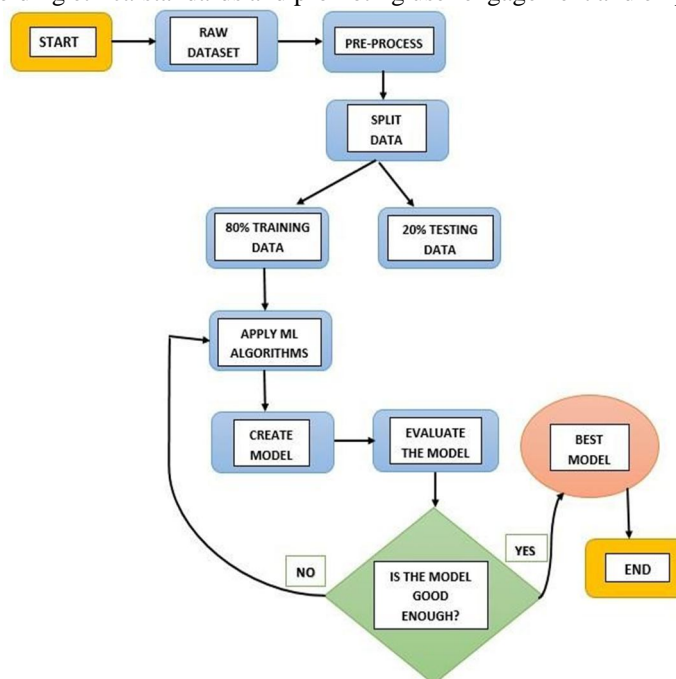 START
RAW
DATASET
PRE-PROCESS
SPLIT
DATA
80% TRAINING
DATA
20% TESTING
DATA
APPLY ML
ALGORITHMS
CREATE
MODEL
EVALUATE
THE MODEL
BEST
MODEL
YES
NO
IS THE MODEL
GOOD
ENOUGH?
END